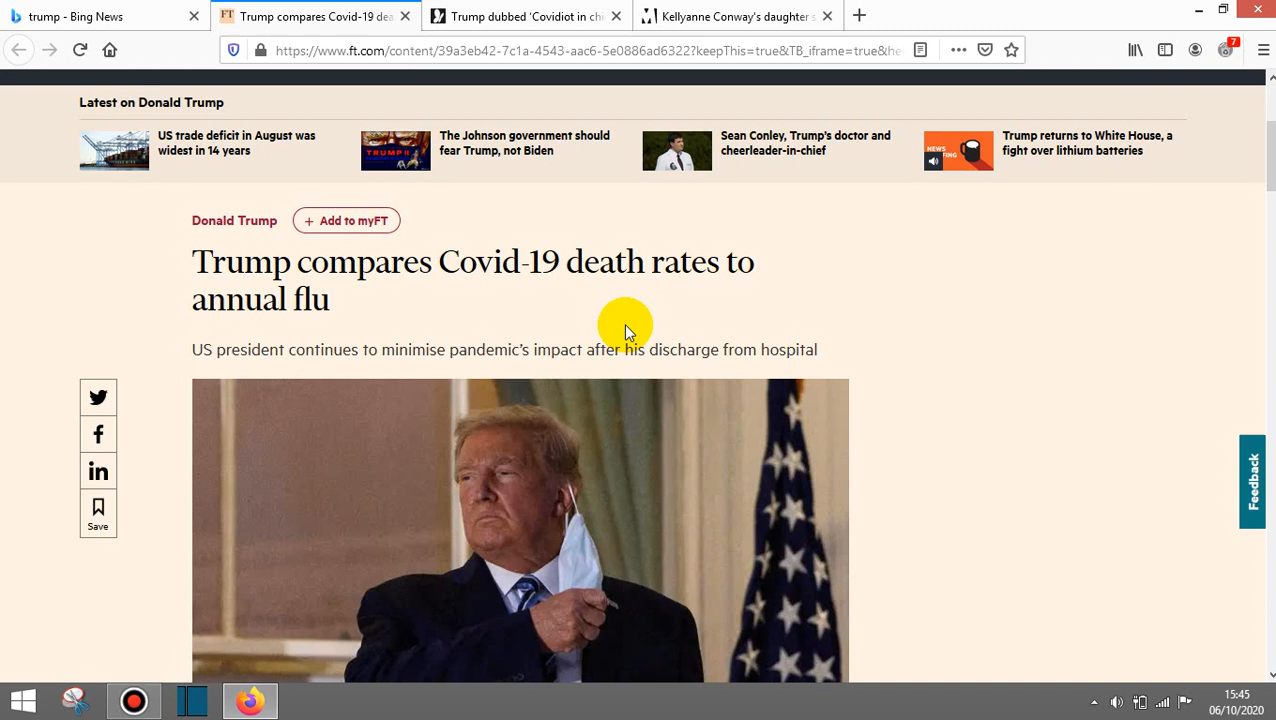 trump - Bing News
FT Trump compares Covid-19 dea
Trump dubbed 'Covidiot in chi
Kellyanne Conway's daughter s
https://www.ft.com/content/39a3eb42-7c1a-4543-aac6-5e0886ad6322?keepThis=true&TB_iframe=true&he
7
Latest on Donald Trump
US trade deficit in August was
widest in 14 years
TRUMP
The Johnson government should
fear Trump, not Biden
Sean Conley, Trump's doctor and
cheerleader-in-chief
NEWS
Trump returns to White House, a
fight over lithium batteries
Donald Trump
+ Add to myFT
Trump compares Covid-19 death rates to
annual flu
US president continues to minimise pandemic's impact after his discharge from hospital
Save
Feedback
15:45
06/10/2020